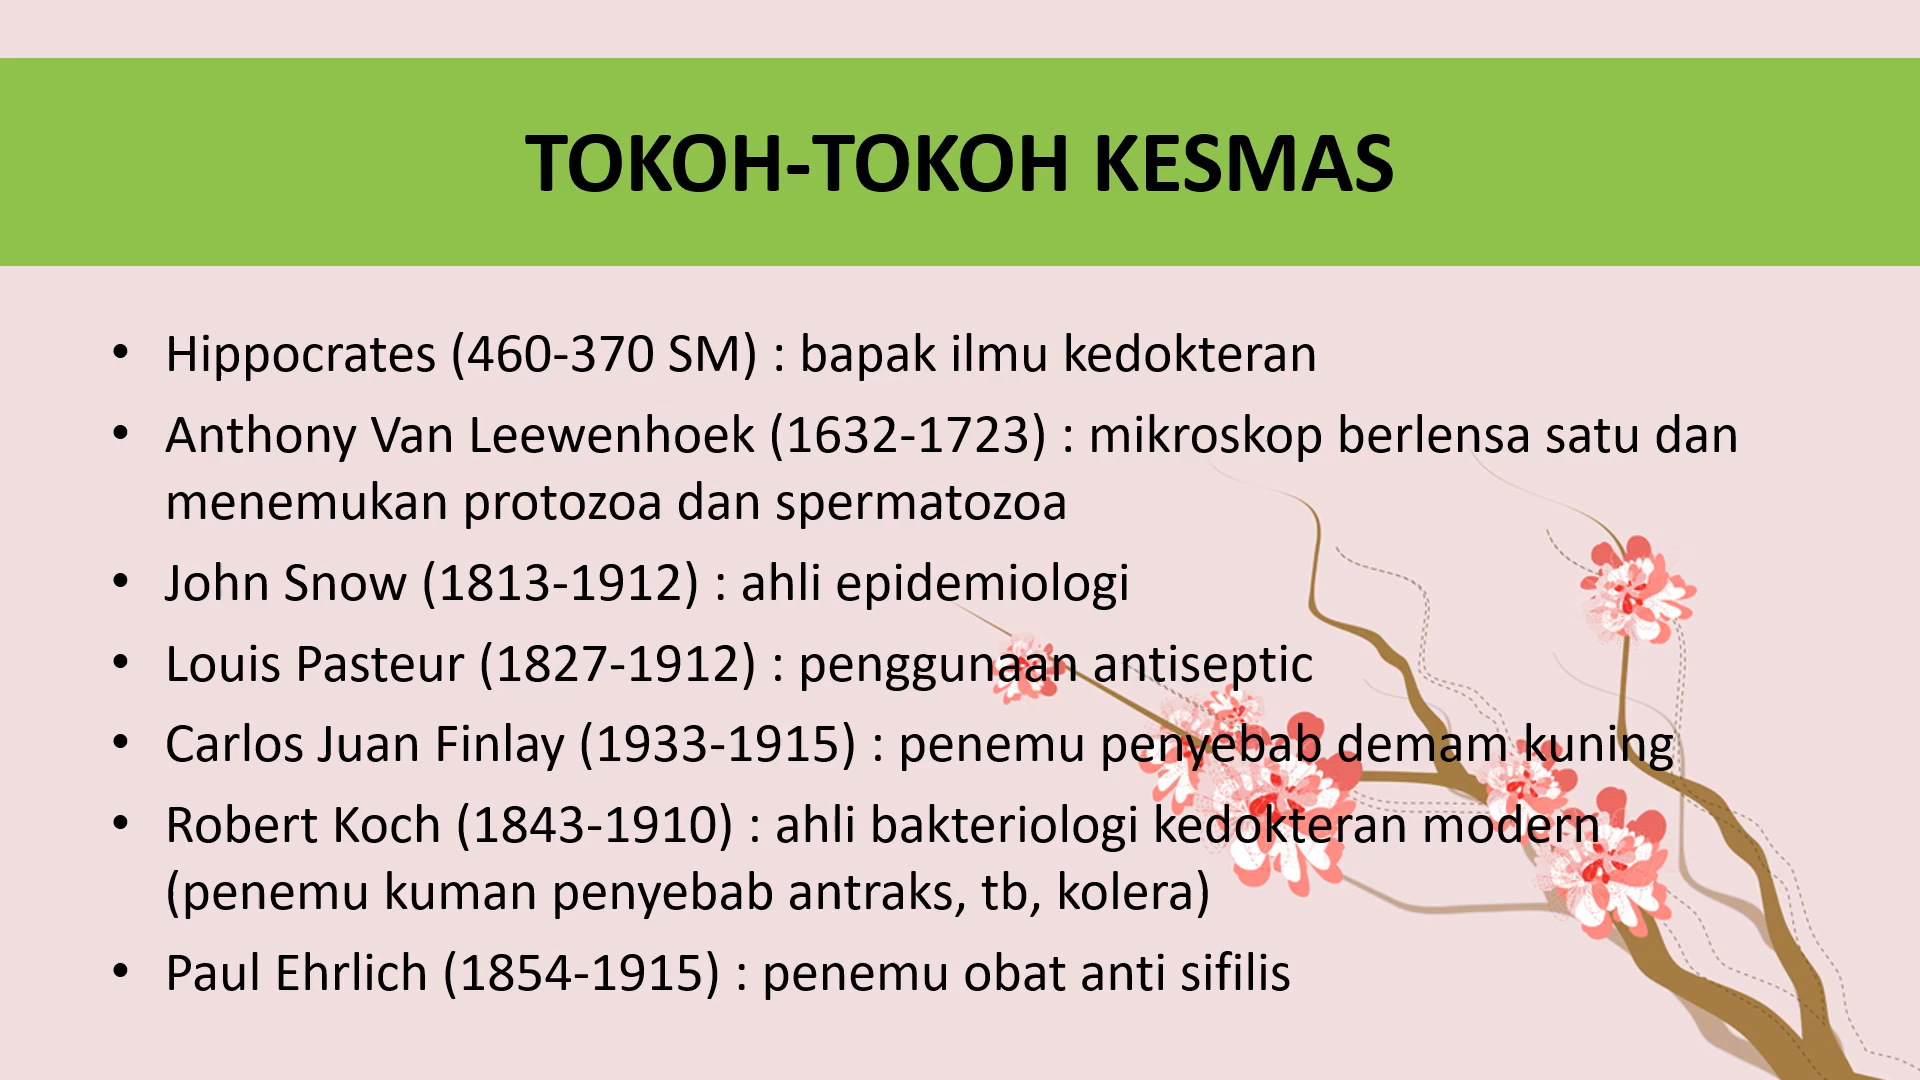 TOKOH-TOKOH KESMAS
• Hippocrates (460-370 SM) : bapak ilmu kedokteran
• Anthony Van Leewenhoek (1632-1723) : mikroskop berlensa satu dan
menemukan protozoa dan spermatozoa
• John Snow (1813-1912) : ahli epidemiologi
• Louis Pasteur (1827-1912) : penggunaan antiseptic
• Carlos Juan Finlay (1933-1915) : penemu penyebab demam kuning
• Robert Koch (1843-1910) : ahli bakteriologi kedokteran modern
(penemu kuman penyebab antraks, tb, kolera)
• Paul Ehrlich (1854-1915) : penemu obat anti sifilis